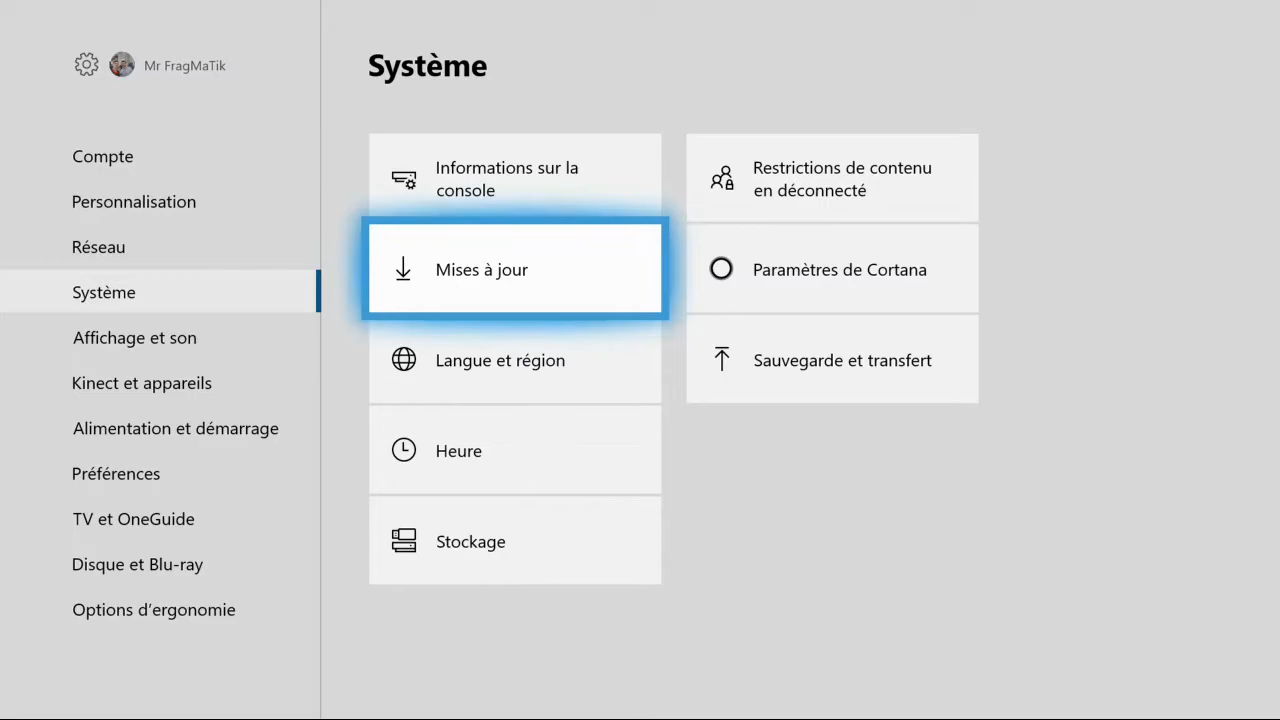 Mr FragMaTik
Compte
Personnalisation
Réseau
Système
Affichage et son
Kinect et appareils
Alimentation et démarrage
Préférences
TV et OneGuide
Disque et Blu-ray
Options d’ergonomie
Système
Informations sur la
console
Mises à jour
Langue et région
Heure
Stockage
Restrictions de contenu
en déconnecté
Paramètres de Cortana
Sauvegarde et transfert